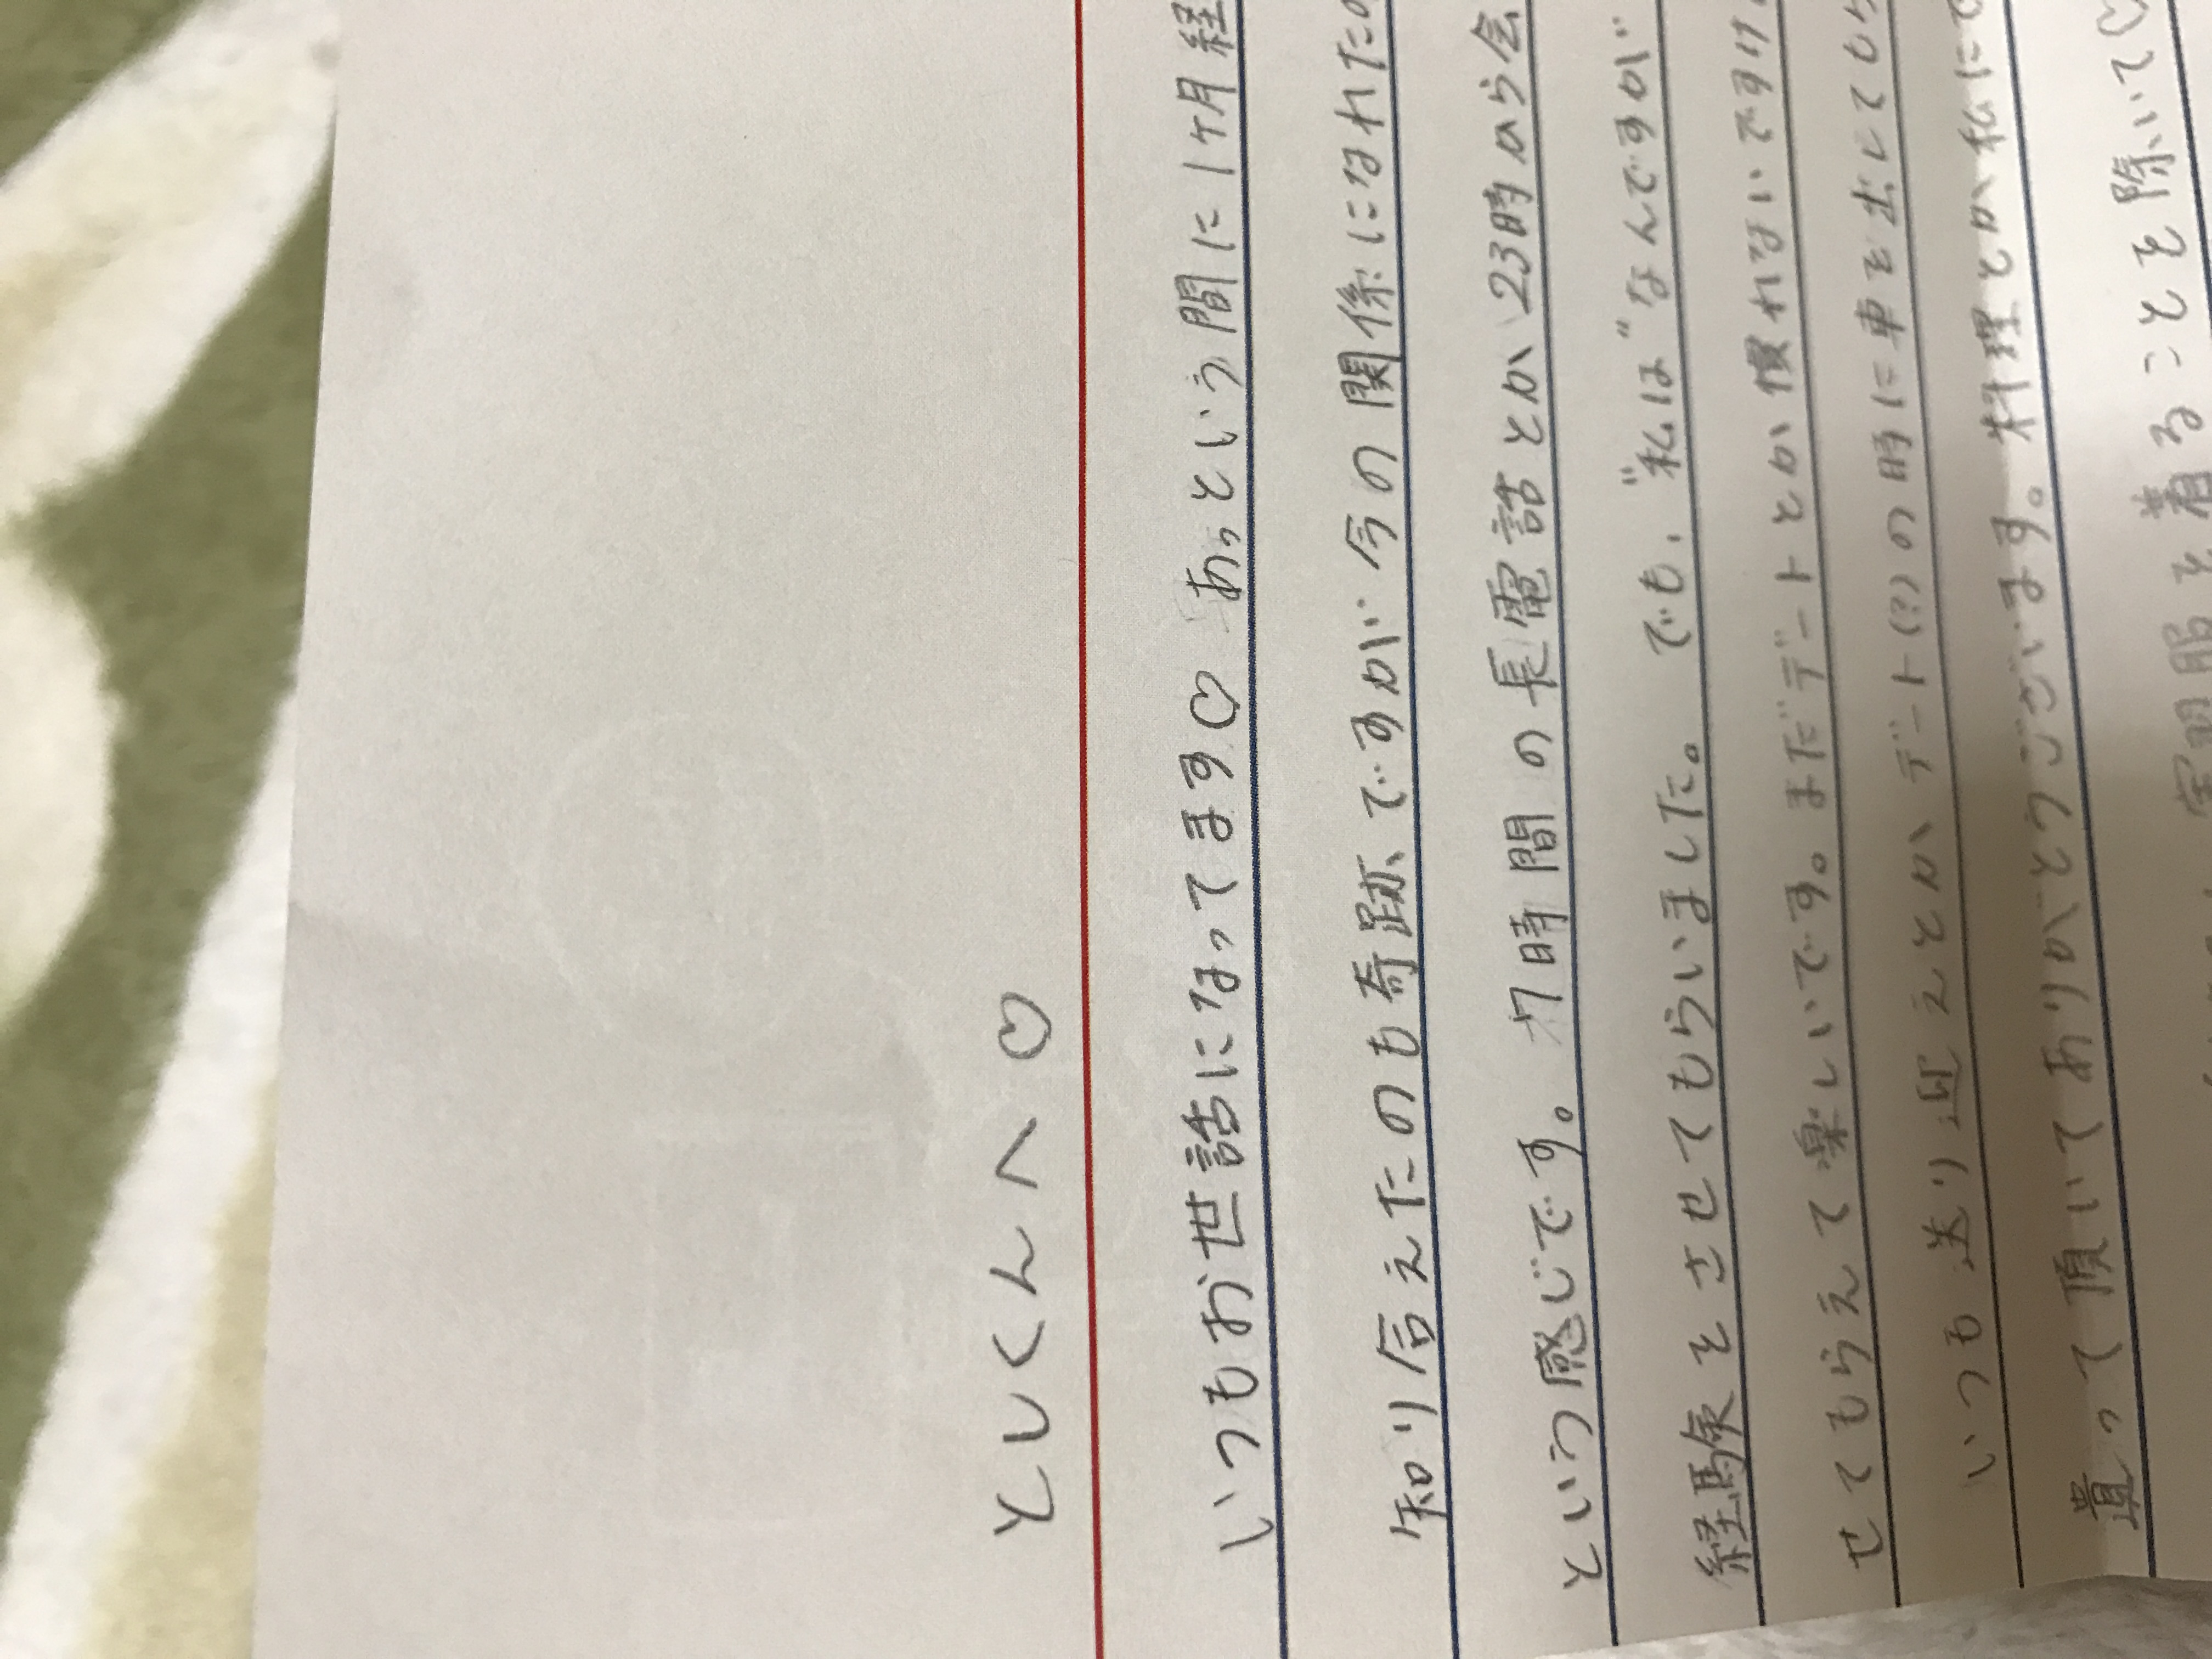 としくんへ♡
いつもお世話になってます♡ あっという間に1ヶ月経
知り合えたのも奇跡ですが今の関係になれたの
という感じです。7時間の長電話とか23時から会
経験をさせてもらいました。でも、"私は"なんですが
せてもらえて楽しいです。まだデートとか慣れないですけ
いつも送り迎えとかデート(?)の時に車を出してもら
遣って頂いてありがとうございます。料理とか私にで
実習服を着ることを除いて♡